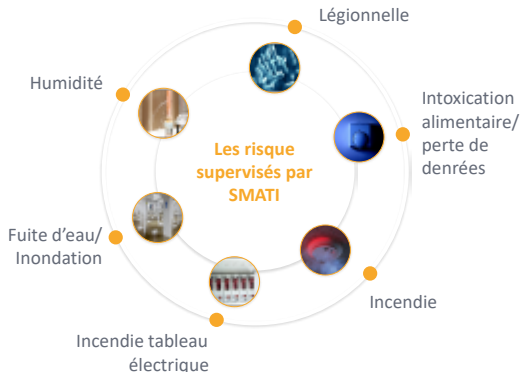 Légionnelle
Humidité
Intoxication
alimentaire/
perte de
denrées
Les risque
supervisés par
SMATI
Fuite d'eau/
Inondation
Incendie
Incendie tableau
électrique